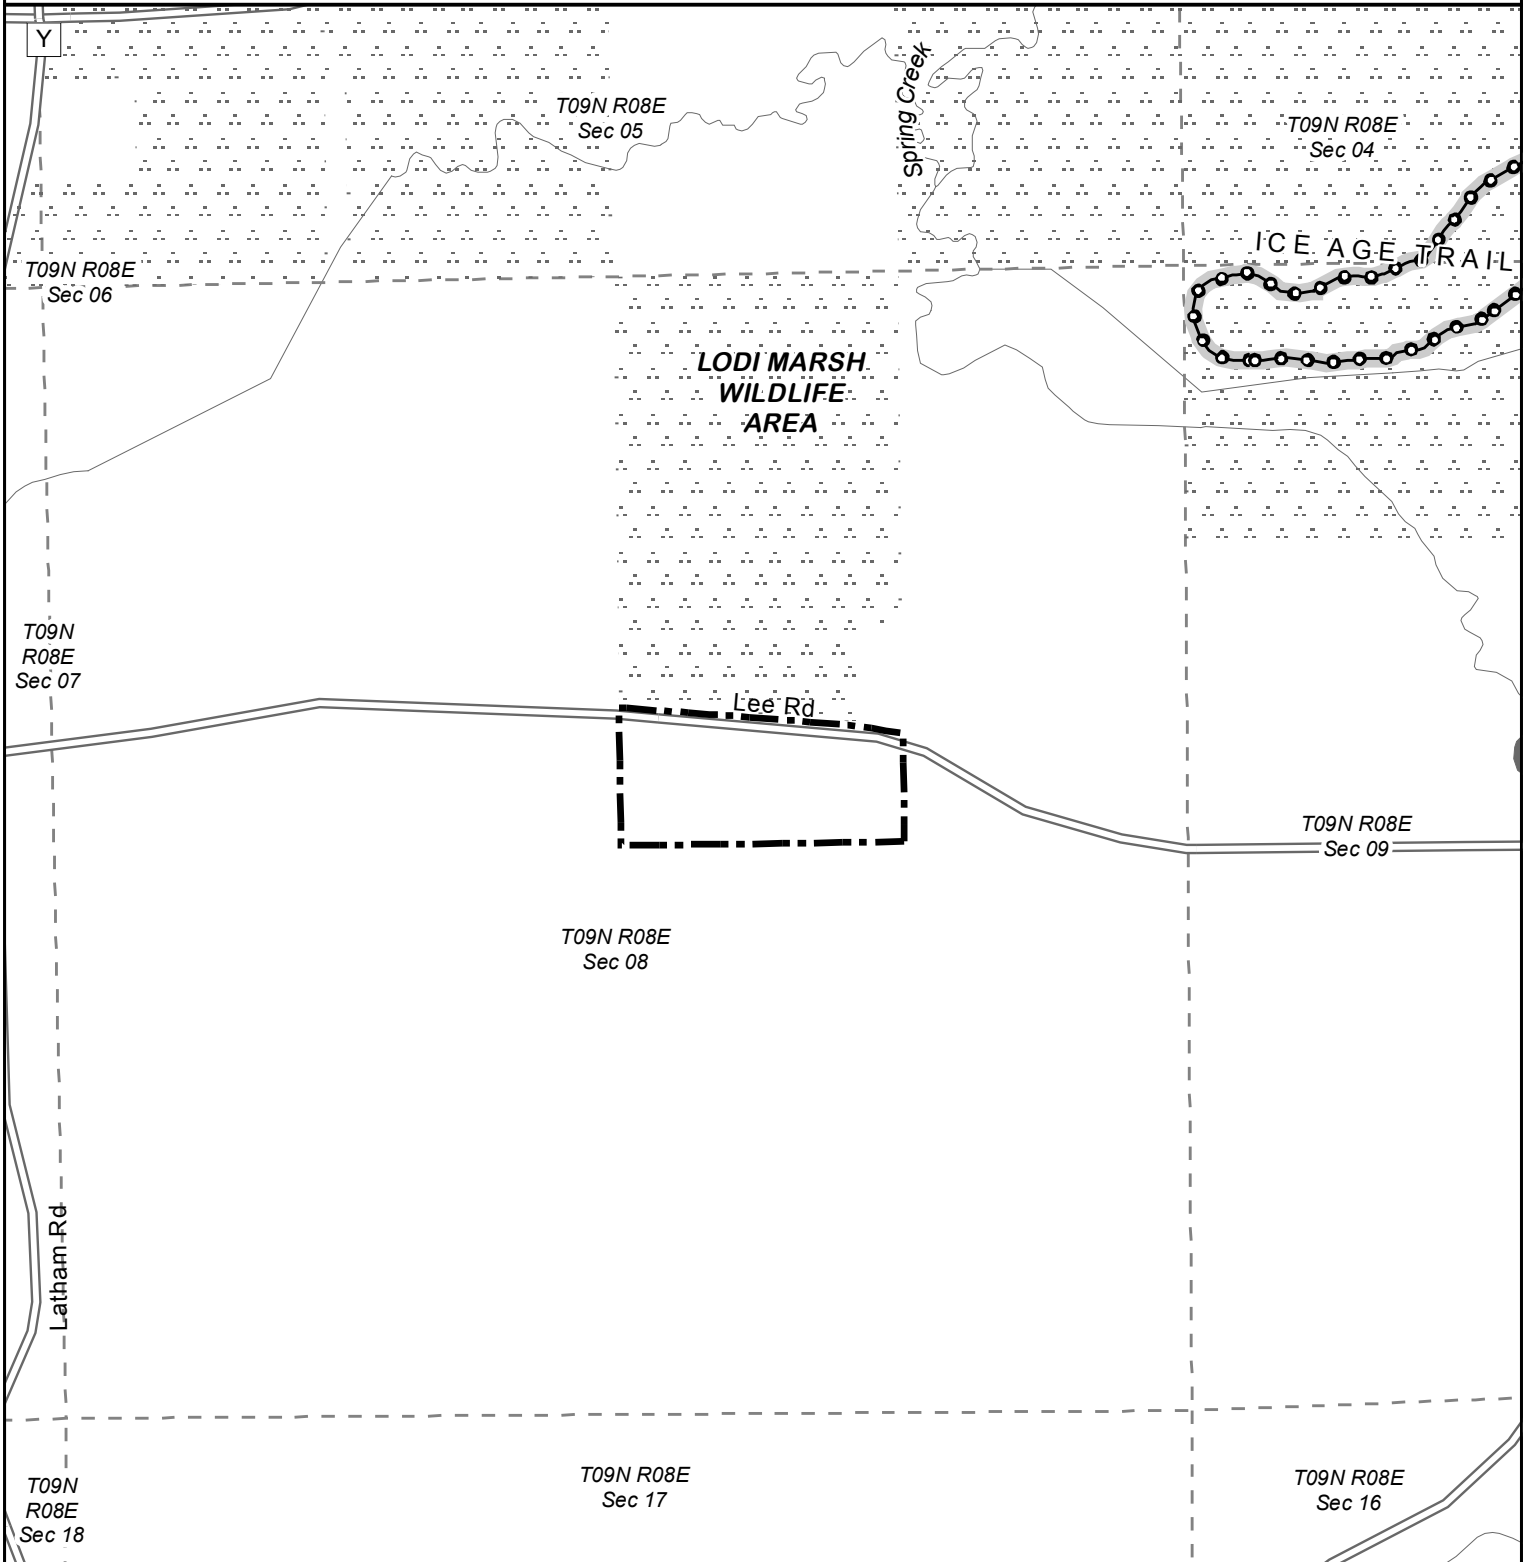 Y
T09N R08E
Sec 05
Spring Creek
T09N R08E
Sec 04
ICE AGE TRAIL
T09N R08E
Sec 06
LODI MARSH
WILDLIFE
AREA
T09N
R08E
Sec 07
Lee Rd
T09N R08E
Sec 09
T09N R08E
Sec 08
Latham Rd
T09N R08E
Sec 17
T09N R08E
Sec 16
T09N
R08E
Sec 18